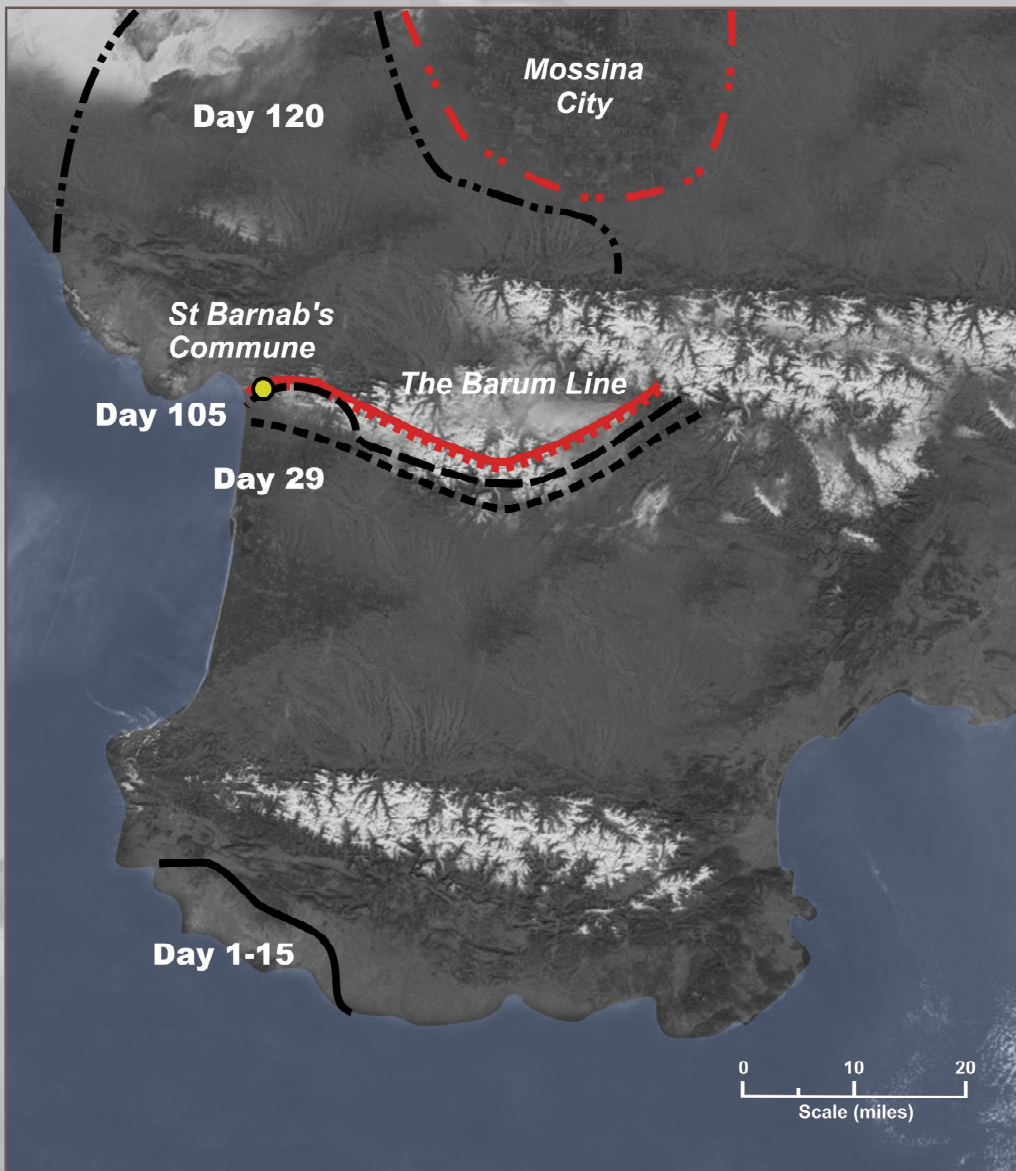 Mossina
City
Day 120
St Barnab's
Commune
The Barum Line
Day 105
Day 29
Day 1-15
0 10 20
Scale (miles)